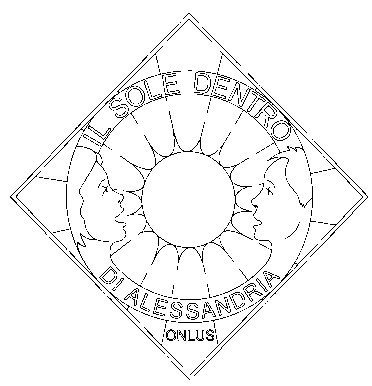 IL SOLE DENTRO
DI ALESSANDRIA
ONLUS